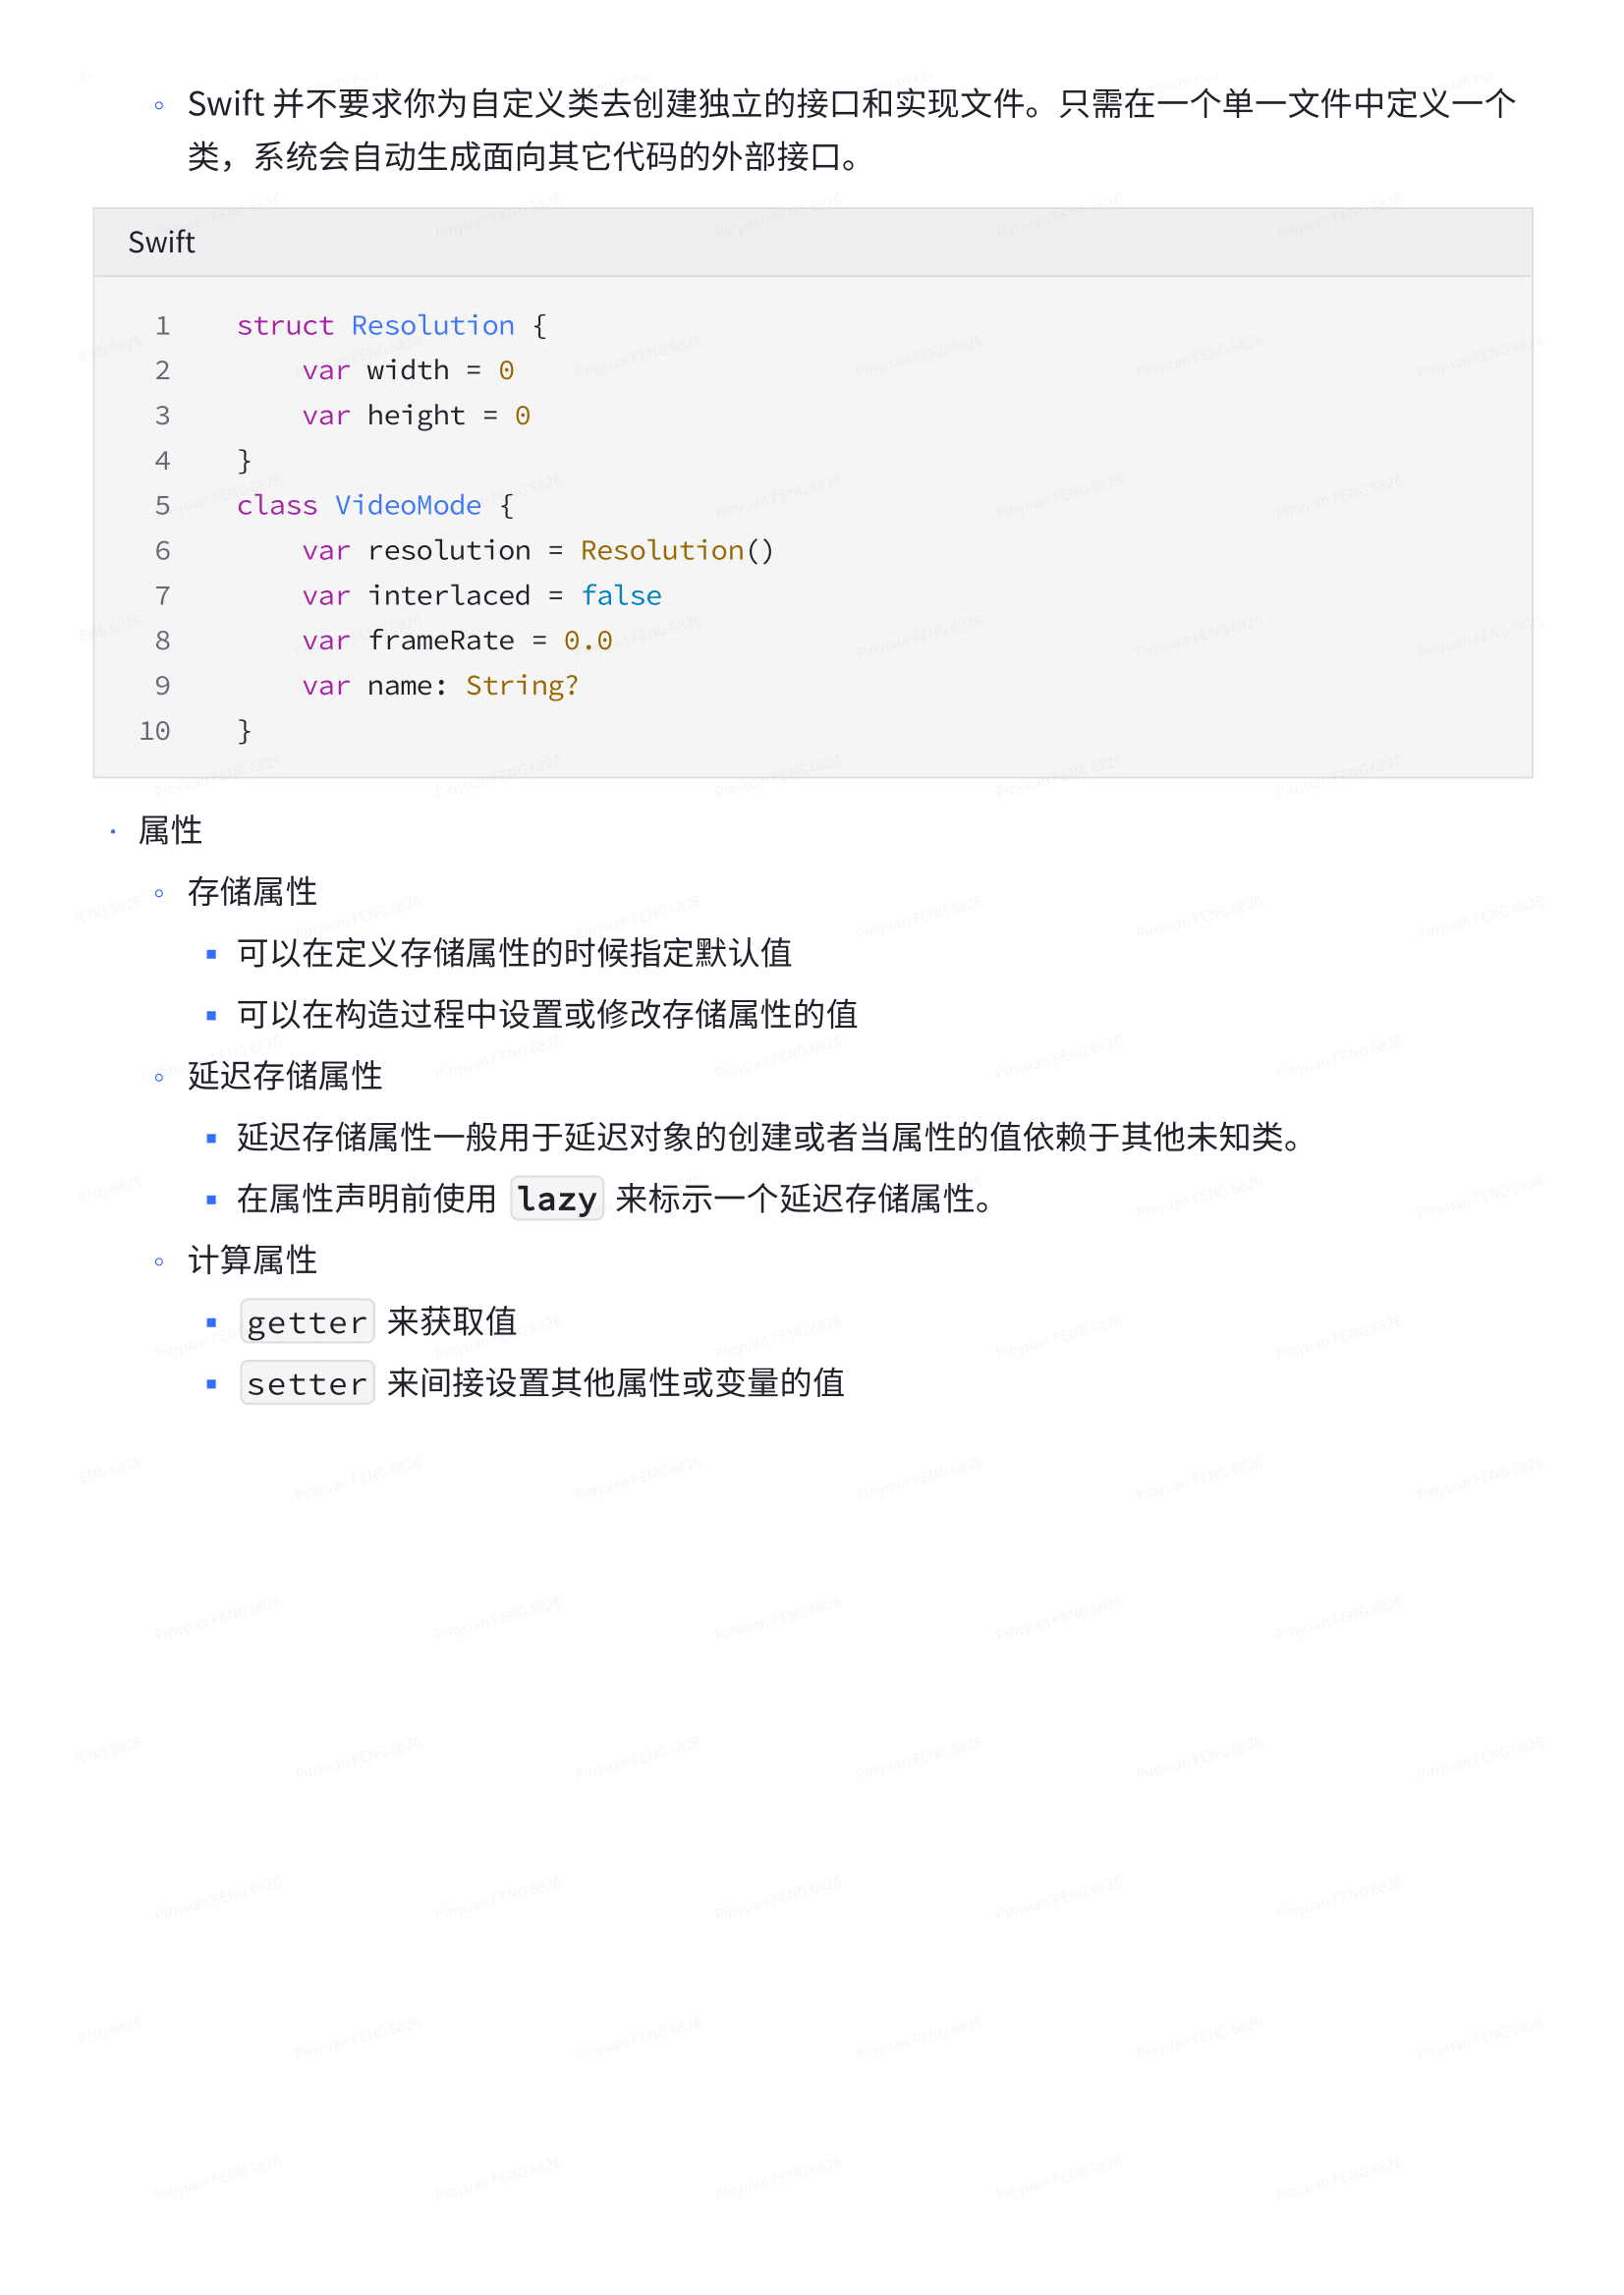 Swift 并不要求你为自定义类去创建独立的接口和实现文件。只需在一个单一文件中定义一个
类，系统会自动生成面向其它代码的外部接口。
Swift
1 struct Resolution {
2     var width = 0
3     var height = 0
4 }
5 class VideoMode {
6     var resolution = Resolution()
7     var interlaced = false
8     var frameRate = 0.0
9     var name: String?
10 }
属性
存储属性
可以在定义存储属性的时候指定默认值
可以在构造过程中设置或修改存储属性的值
延迟存储属性
延迟存储属性一般用于延迟对象的创建或者当属性的值依赖于其他未知类。
在属性声明前使用 lazy 来标示一个延迟存储属性。
计算属性
getter 来获取值
setter 来间接设置其他属性或变量的值
Pinyuan FENG 6826